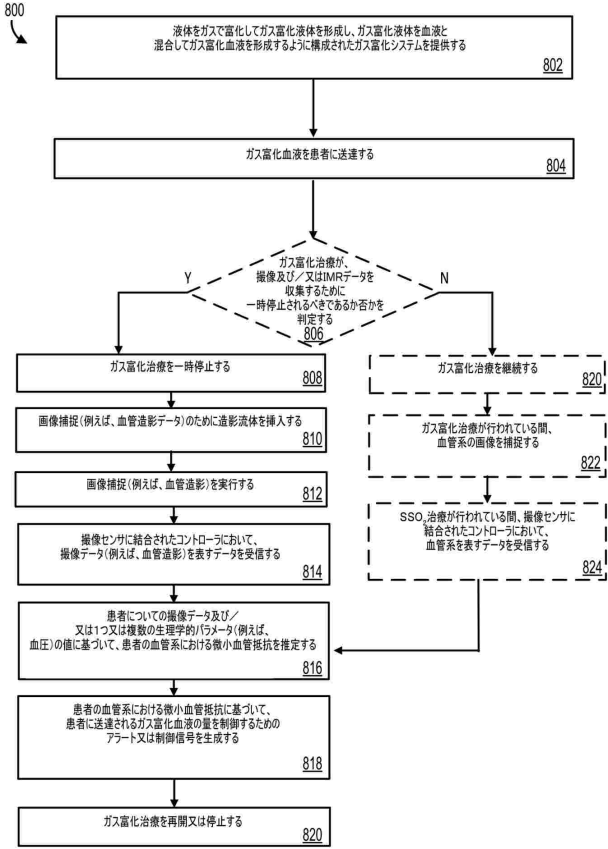 800
液体をガスで富化してガス富化液体を形成し、ガス富化液体を血液と
混合してガス富化血液を形成するように構成されたガス富化システムを提供する
802
ガス富化血液を患者に送達する
804
ガス富化治療が、
撮像及び／又はIMRデータを
収集するために
一時停止されるべきであるか否かを
判定する
806
Y
N
ガス富化治療を一時停止する
808
画像捕捉(例えば、血管造影データ)のために造影流体を挿入する
810
画像捕捉(例えば、血管造影)を実行する
812
撮像センサに結合されたコントローラにおいて、
撮像データ(例えば、血管造影)を表すデータを受信する
814
ガス富化治療を継続する
820
ガス富化治療が行われている間、
血管系の画像を捕捉する
822
SSO2治療が行われている間、撮像センサに
結合されたコントローラにおいて、
血管系を表すデータを受信する
824
患者についての撮像データ及び／
又は1つ又は複数の生理学的パラメータ(例えば、
血圧)の値に基づいて、患者の血管系における微小血管抵抗を推定する
816
患者の血管系における微小血管抵抗に基づいて、
患者に送達されるガス富化血液の量を制御するための
アラート又は制御信号を生成する
818
ガス富化治療を再開又は停止する
820